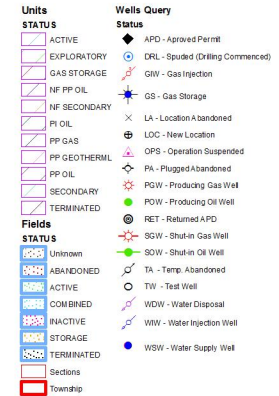 Units
STATUS
ACTIVE
EXPLORATORY
GAS STORAGE
NF PP OIL
NF SECONDARY
PI OIL
PP GAS
PP GEOTHERML
PP OIL
SECONDARY
TERMINATED
Fields
STATUS
Unknown
ABANDONED
ACTIVE
COMBINED
INACTIVE
STORAGE
TERMINATED
Sections
Township
Wells Query
Status
APD - Aproved Permit
DRL - Spuded (Drilling Commenced)
GIW - Gas Injection
GS - Gas Storage
LA - Location Abandoned
LOC - New Location
OPS - Operation Suspended
PA - Plugged Abandoned
PGW - Producing Gas Well
POW - Producing Oil Well
RET - Returned APD
SGW - Shut-in Gas Well
SOW - Shut-in Oil Well
TA - Temp. Abandoned
TW - Test Well
WDW - Water Disposal
WIW - Water Injection Well
WSW - Water Supply Well